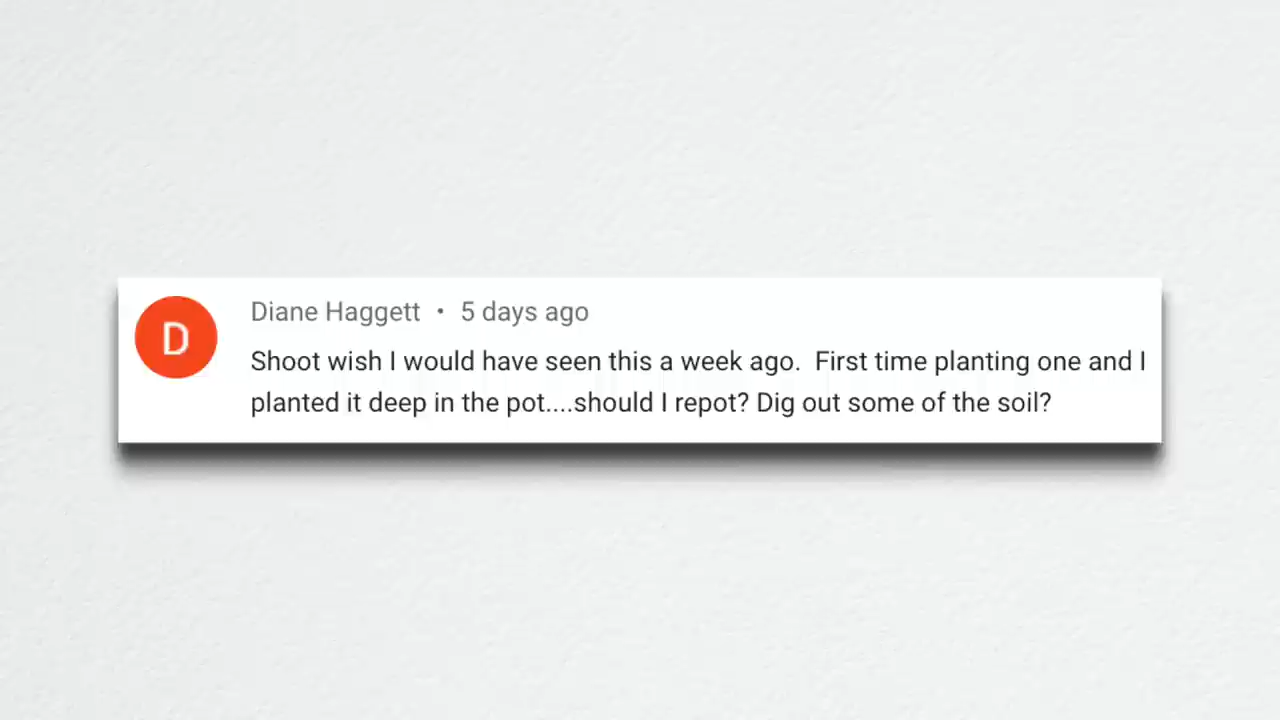 D
Diane Haggett • 5 days ago
Shoot wish I would have seen this a week ago.  First time planting one and I
planted it deep in the pot....should I repot? Dig out some of the soil?